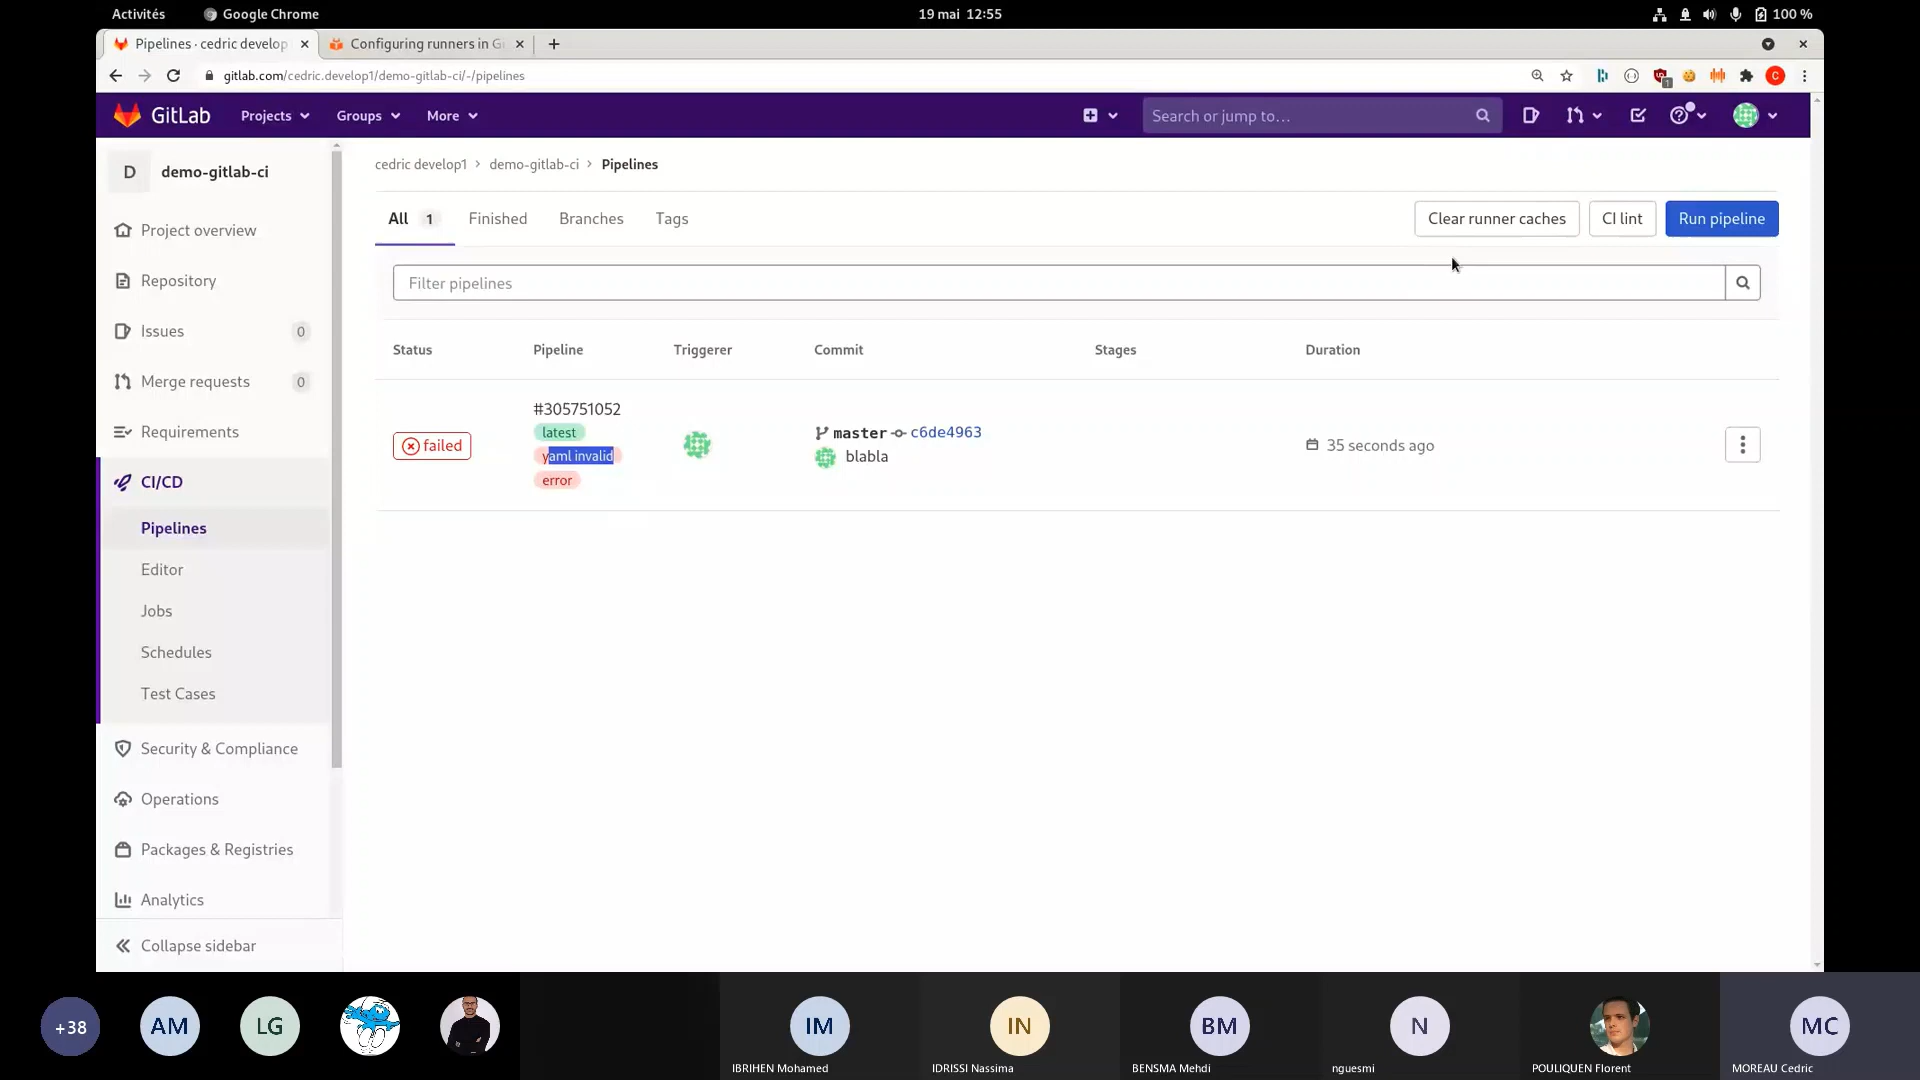 Activités
Google Chrome
19 mai 12:55
100 %
Pipelines · cedric develop
Configuring runners in G
gitlab.com/cedric.develop1/demo-gitlab-ci/-/pipelines
C
1
GitLab
Projects
Groups
More
Search or jump to...
D
demo-gitlab-ci
Project overview
Repository
Issues
0
Merge requests
0
Requirements
CI/CD
Pipelines
Editor
Jobs
Schedules
Test Cases
Security & Compliance
Operations
Packages & Registries
Analytics
Collapse sidebar
cedric develop1 > demo-gitlab-ci > Pipelines
All 1
Finished
Branches
Tags
Clear runner caches
CI lint
Run pipeline
Filter pipelines
Status
Pipeline
Triggerer
Commit
Stages
Duration
failed
#305751052
latest
yaml invalid
error
master c6de4963
blabla
35 seconds ago
+38
AM
LG
IM
IBRIHEN Mohamed
IN
IDRISSI Nassima
BM
BENSMA Mehdi
N
nguesmi
POULIQUEN Florent
MC
MOREAU Cedric